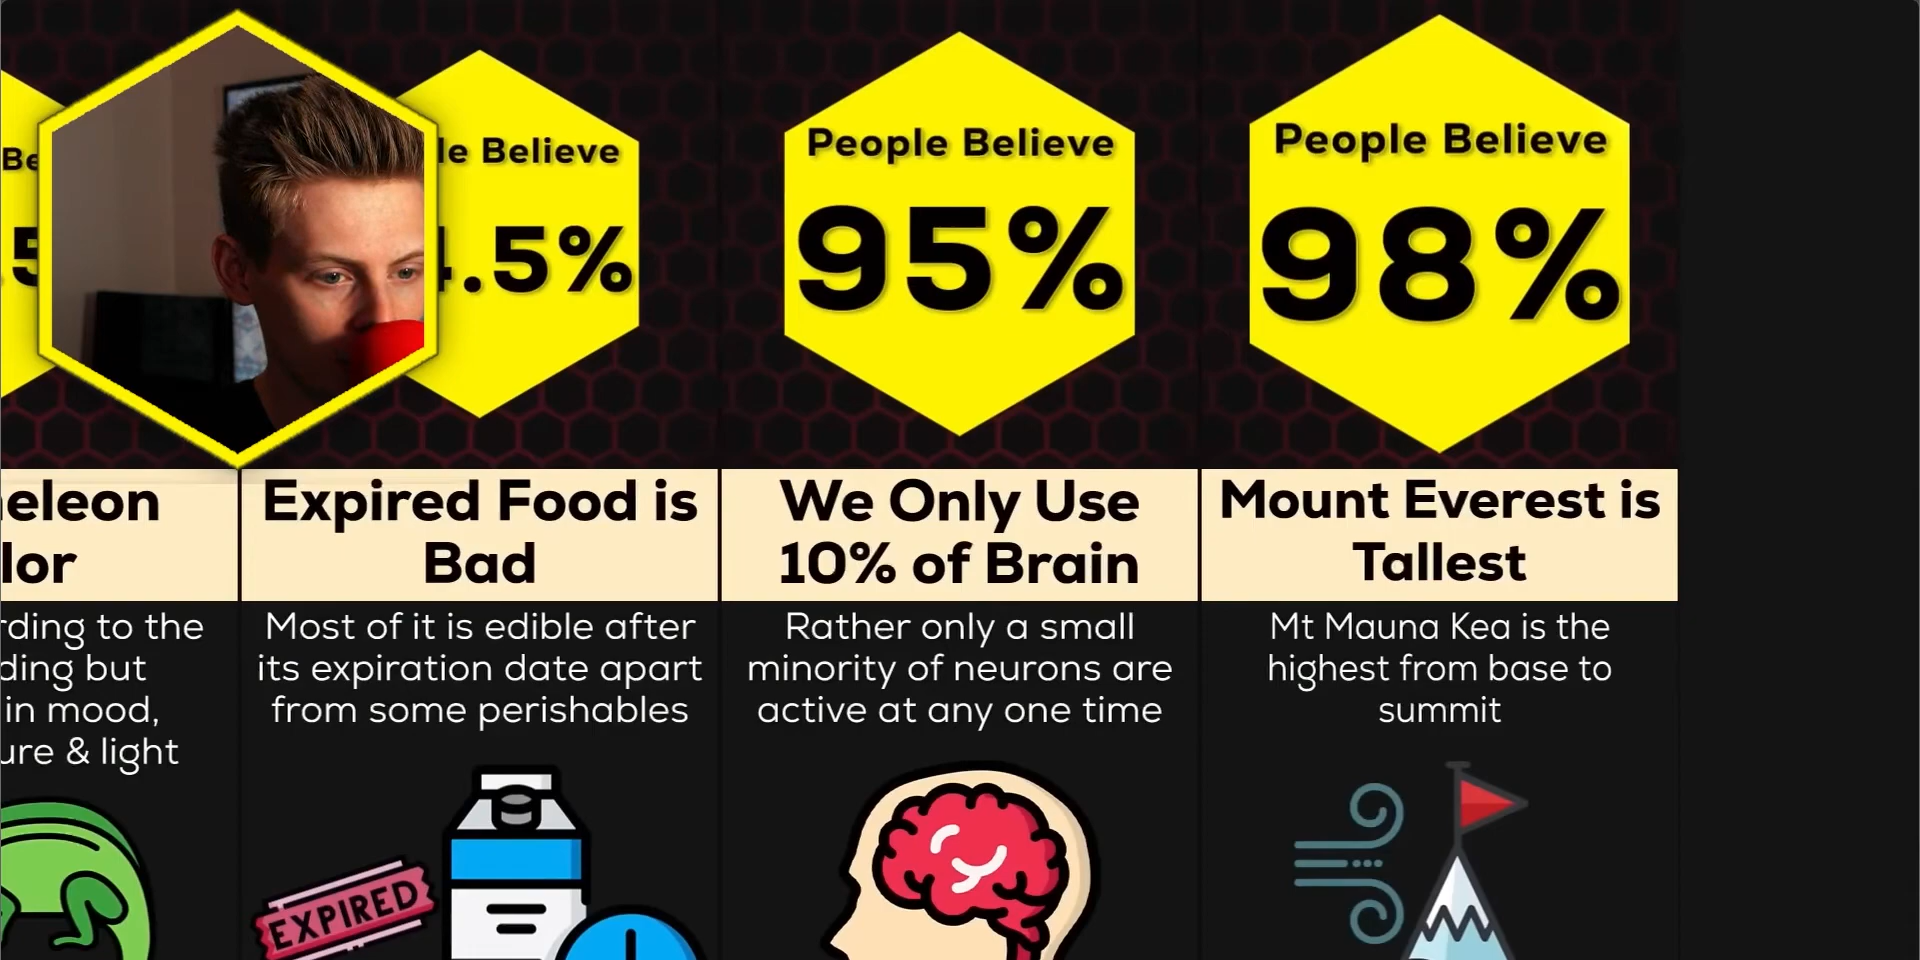 Be
.5
eleon
lor
rding to the
ding but
in mood,
ure & light
le Believe
.5%
Expired Food is
Bad
Most of it is edible after
its expiration date apart
from some perishables
EXPIRED
People Believe
95%
We Only Use
10% of Brain
Rather only a small
minority of neurons are
active at any one time
People Believe
98%
Mount Everest is
Tallest
Mt Mauna Kea is the
highest from base to
summit